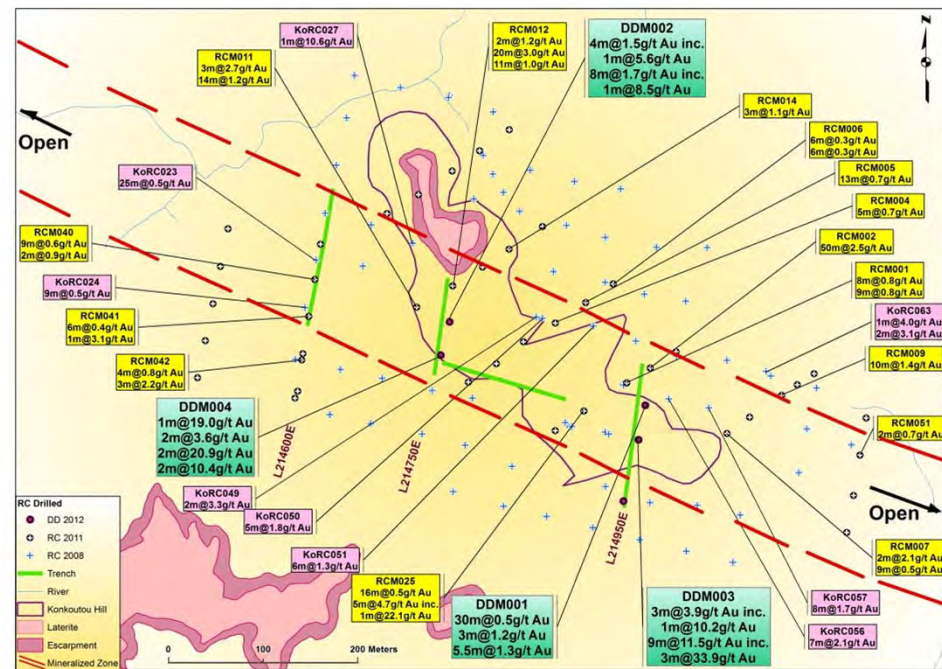 KoRC027
1m@10.6g/t Au
RCM012
2m@1.2g/t Au
20m@3.0g/t Au
11m@1.0g/t Au
DDM002
4m@1.5g/t Au inc.
1m@5.6g/t Au
8m@1.7g/t Au inc.
1m@8.5g/t Au
N
RCM011
3m@2.7g/t Au
14m@1.2g/t Au
RCM014
3m@1.1g/t Au
RCM006
6m@0.3g/t Au
6m@0.3g/t Au
Open
KoRC023
25m@0.5g/t Au
RCM005
13m@0.7g/t Au
RCM004
5m@0.7g/t Au
RCM040
9m@0.6g/t Au
2m@0.9g/t Au
RCM002
50m@2.5g/t Au
KoRC024
9m@0.5g/t Au
RCM001
8m@0.8g/t Au
9m@0.8g/t Au
RCM041
6m@0.4g/t Au
1m@3.1g/t Au
KoRC063
1m@4.0g/t Au
2m@3.1g/t Au
RCM042
4m@0.8g/t Au
3m@2.2g/t Au
RCM009
10m@1.4g/t Au
DDM004
1m@19.0g/t Au
2m@3.6g/t Au
2m@20.9g/t Au
2m@10.4g/t Au
L214600E
L214750E
L214950E
RCM051
2m@0.7g/t Au
KoRC049
2m@3.3g/t Au
KoRC050
5m@1.8g/t Au
KoRC051
6m@1.3g/t Au
Open
RCM007
2m@2.1g/t Au
9m@0.5g/t Au
RCM025
16m@0.5g/t Au
5m@4.7g/t Au inc.
1m@22.1g/t Au
DDM001
30m@0.5g/t Au
3m@1.2g/t Au
5.5m@1.3g/t Au
DDM003
3m@3.9g/t Au inc.
1m@10.2g/t Au
9m@11.5g/t Au inc.
3m@33.9g/t Au
KoRC057
8m@1.7g/t Au
KoRC056
7m@2.1g/t Au
RC Drilled
DD 2012
RC 2011
RC 2008
Trench
River
Konkoutou Hill
Laterite
Escarpment
Mineralized Zone
0 100 200 Meters